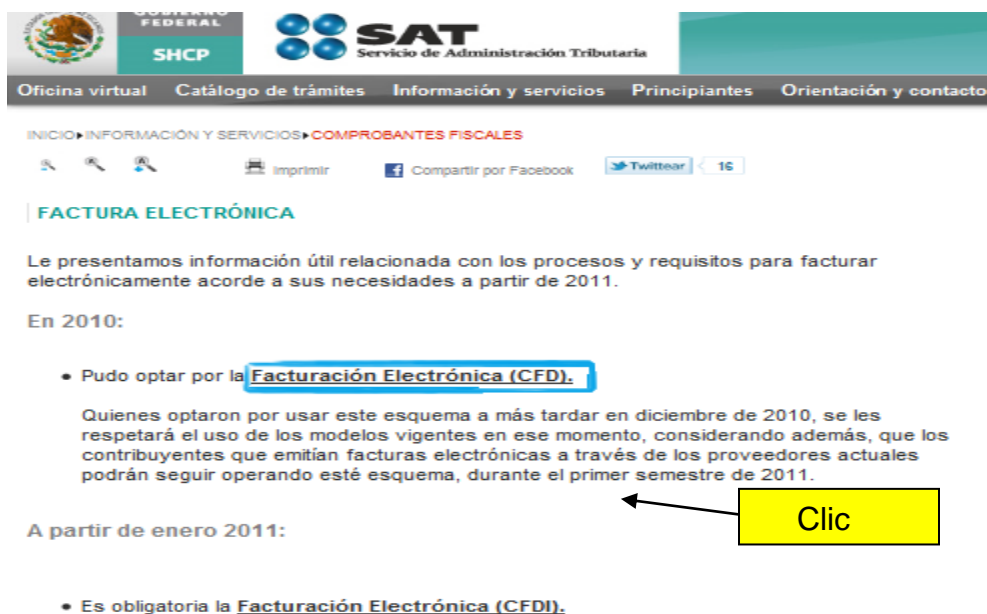 GOBIERNO
FEDERAL
SHCP
SAT
Servicio de Administración Tributaria
Oficina virtual Catálogo de trámites Información y servicios Principiantes Orientación y contacto
INICIO▸INFORMACIÓN Y SERVICIOS▸COMPROBANTES FISCALES
Imprimir Compartir por Facebook Twittear 16
FACTURA ELECTRÓNICA
Le presentamos información útil relacionada con los procesos y requisitos para facturar
electrónicamente acorde a sus necesidades a partir de 2011.
En 2010:
• Pudo optar por la Facturación Electrónica (CFD).
Quienes optaron por usar este esquema a más tardar en diciembre de 2010, se les
respetará el uso de los modelos vigentes en ese momento, considerando además, que los
contribuyentes que emitían facturas electrónicas a través de los proveedores actuales
podrán seguir operando esté esquema, durante el primer semestre de 2011.
Clic
A partir de enero 2011:
• Es obligatoria la Facturación Electrónica (CFDI).